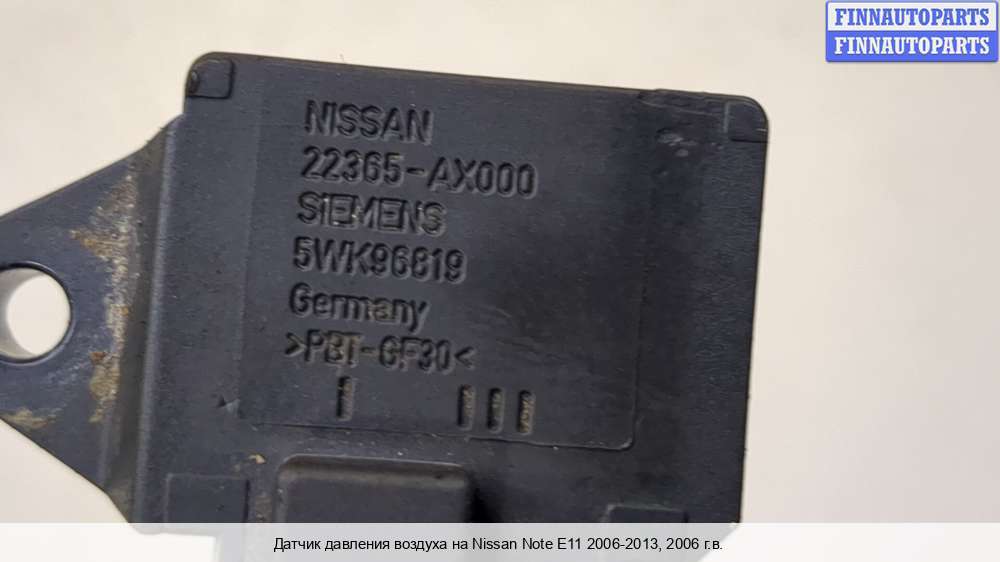 FINNAUTOPARTS
FINNAUTOPARTS
NISSAN
22365-AX000
SIEMENS
5WK96819
Germany
>PBT-GF30<
Датчик давления воздуха на Nissan Note E11 2006-2013, 2006 г.в.